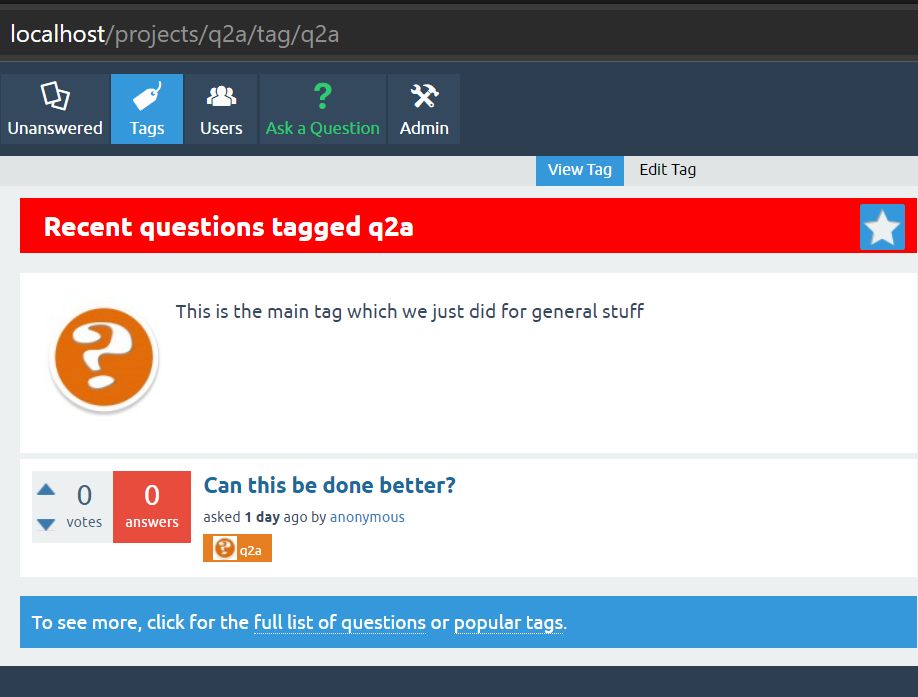 localhost/projects/q2a/tag/q2a
Unanswered Tags Users Ask a Question Admin
View Tag Edit Tag
Recent questions tagged q2a
This is the main tag which we just did for general stuff
0 votes
0 answers
Can this be done better?
asked 1 day ago by anonymous
q2a
To see more, click for the full list of questions or popular tags.